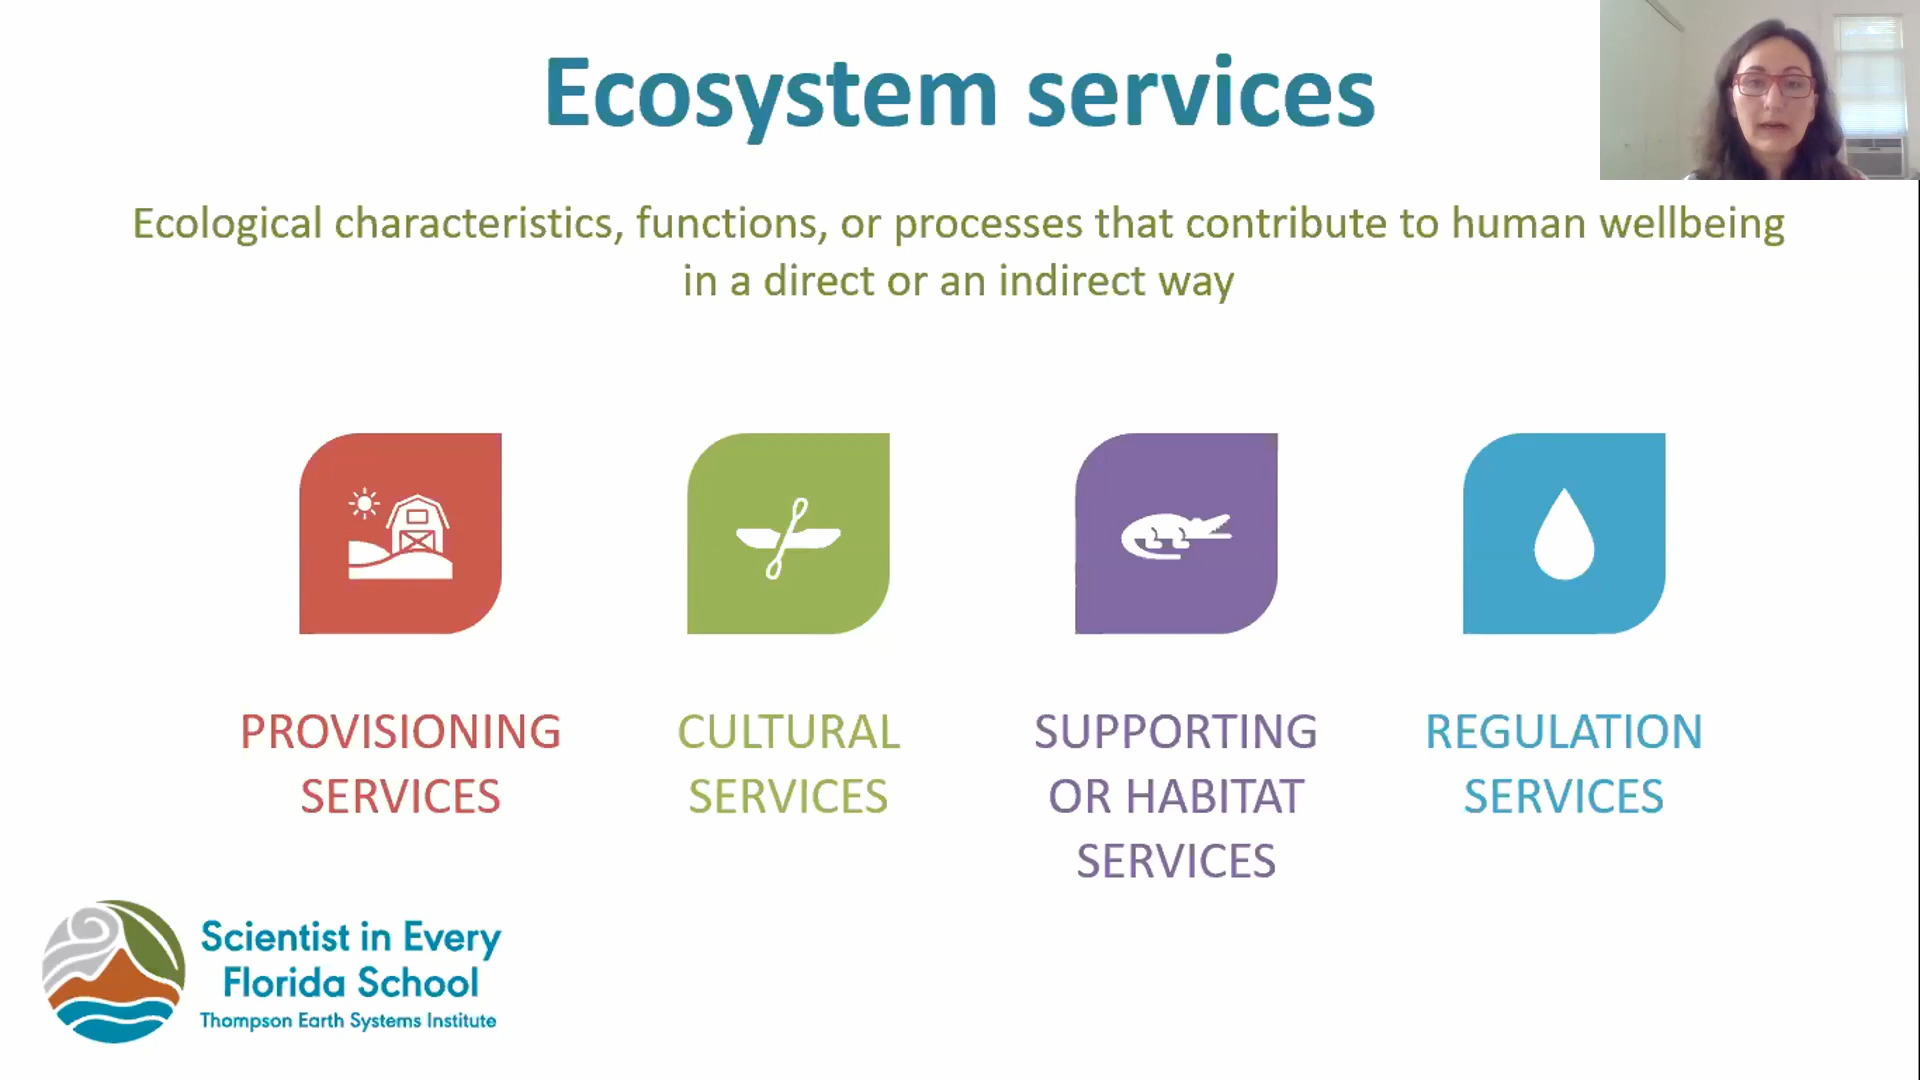 Ecosystem services
Ecological characteristics, functions, or processes that contribute to human wellbeing
in a direct or an indirect way
PROVISIONING
SERVICES
CULTURAL
SERVICES
SUPPORTING
OR HABITAT
SERVICES
REGULATION
SERVICES
Scientist in Every
Florida School
Thompson Earth Systems Institute